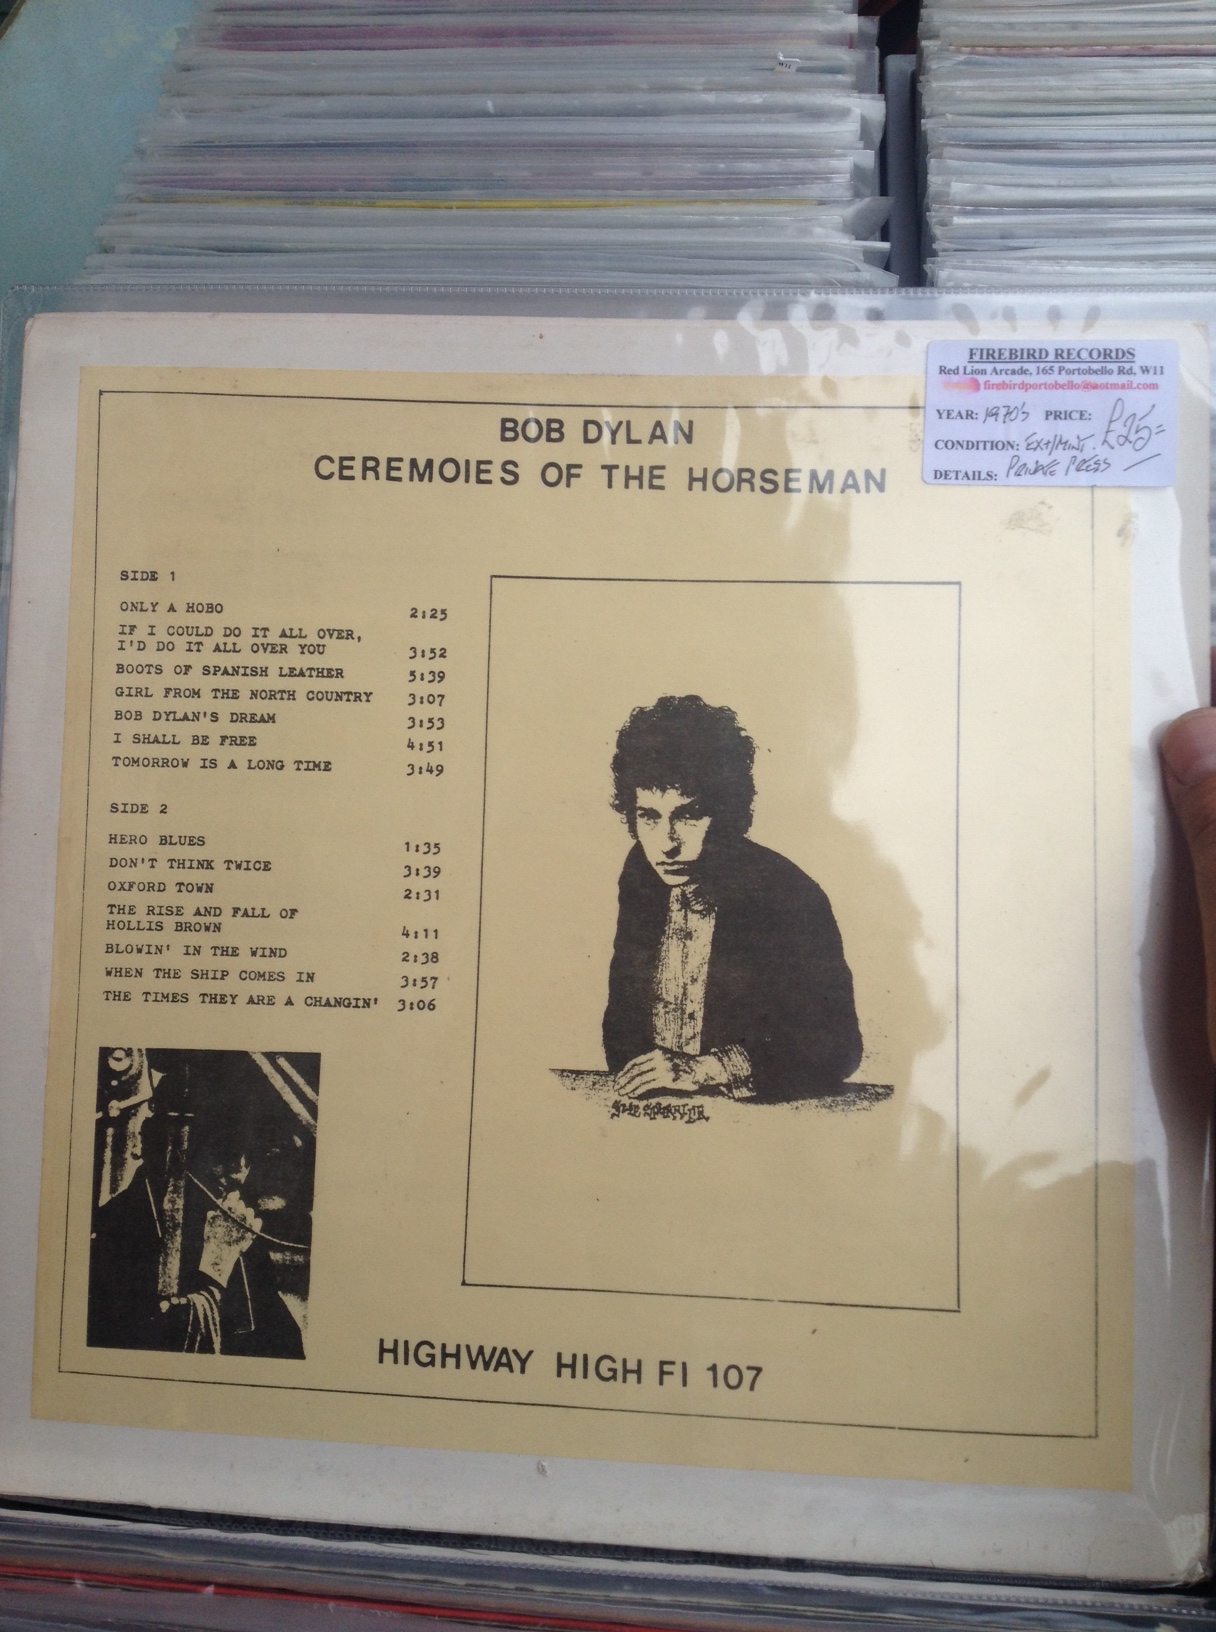 FIREBIRD RECORDS
Red Lion Arcade, 165 Portobello Rd, W11
firebirdportobello@hotmail.com
YEAR: 1970's PRICE: £25=
CONDITION: EX+/MINT.
DETAILS: PRIVATE PRESS
BOB DYLAN
CEREMOIES OF THE HORSEMAN
SIDE 1
ONLY A HOBO 2:25
IF I COULD DO IT ALL OVER,
I'D DO IT ALL OVER YOU 3:52
BOOTS OF SPANISH LEATHER 5:39
GIRL FROM THE NORTH COUNTRY 3:07
BOB DYLAN'S DREAM 3:53
I SHALL BE FREE 4:51
TOMORROW IS A LONG TIME 3:49
SIDE 2
HERO BLUES 1:35
DON'T THINK TWICE 3:39
OXFORD TOWN 2:31
THE RISE AND FALL OF
HOLLIS BROWN 4:11
BLOWIN' IN THE WIND 2:38
WHEN THE SHIP COMES IN 3:57
THE TIMES THEY ARE A CHANGIN' 3:06
HIGHWAY HIGH FI 107